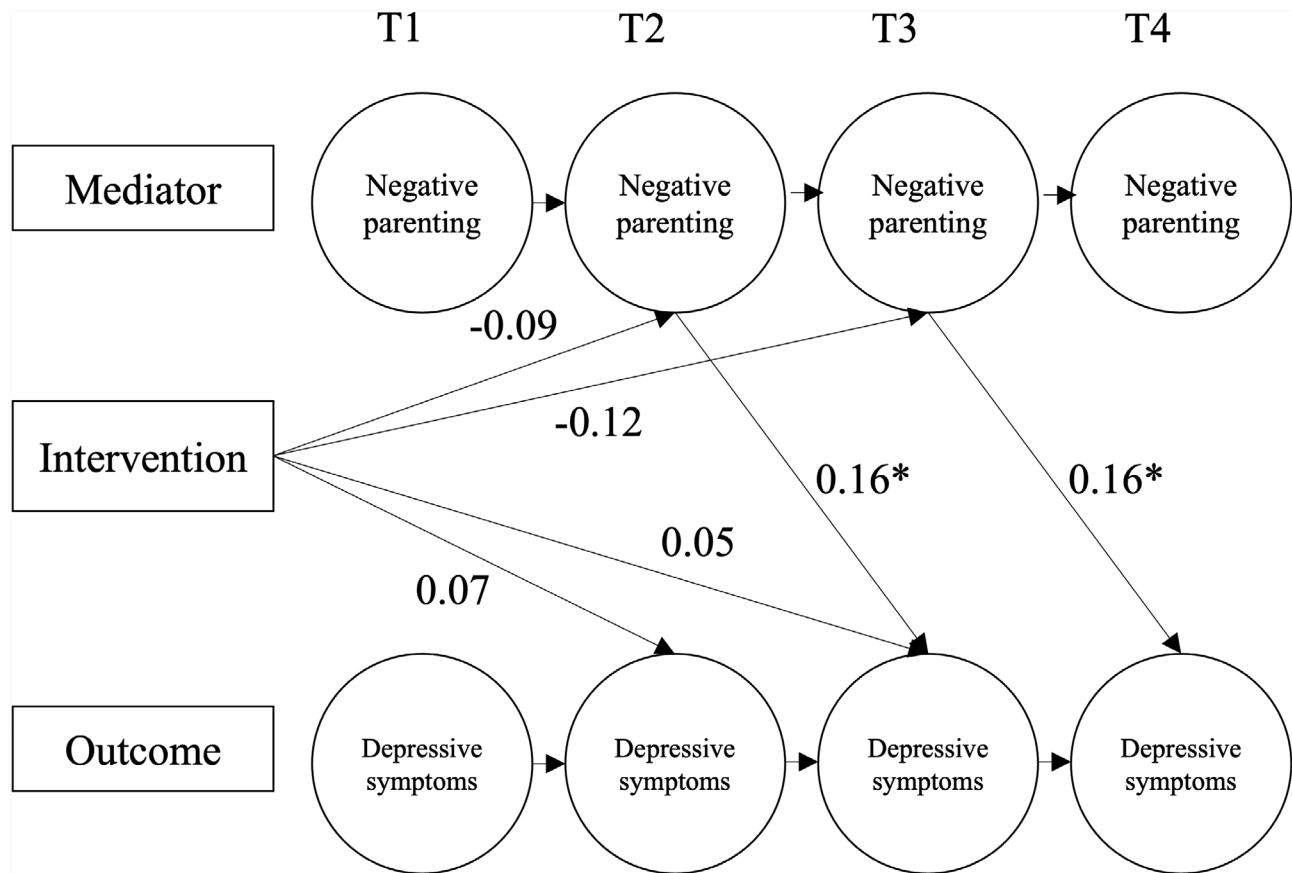 T1 T2 T3 T4
Mediator
Negative
parenting
Negative
parenting
Negative
parenting
Negative
parenting
-0.09
-0.12
Intervention
0.16*
0.16*
0.05
0.07
Outcome
Depressive
symptoms
Depressive
symptoms
Depressive
symptoms
Depressive
symptoms